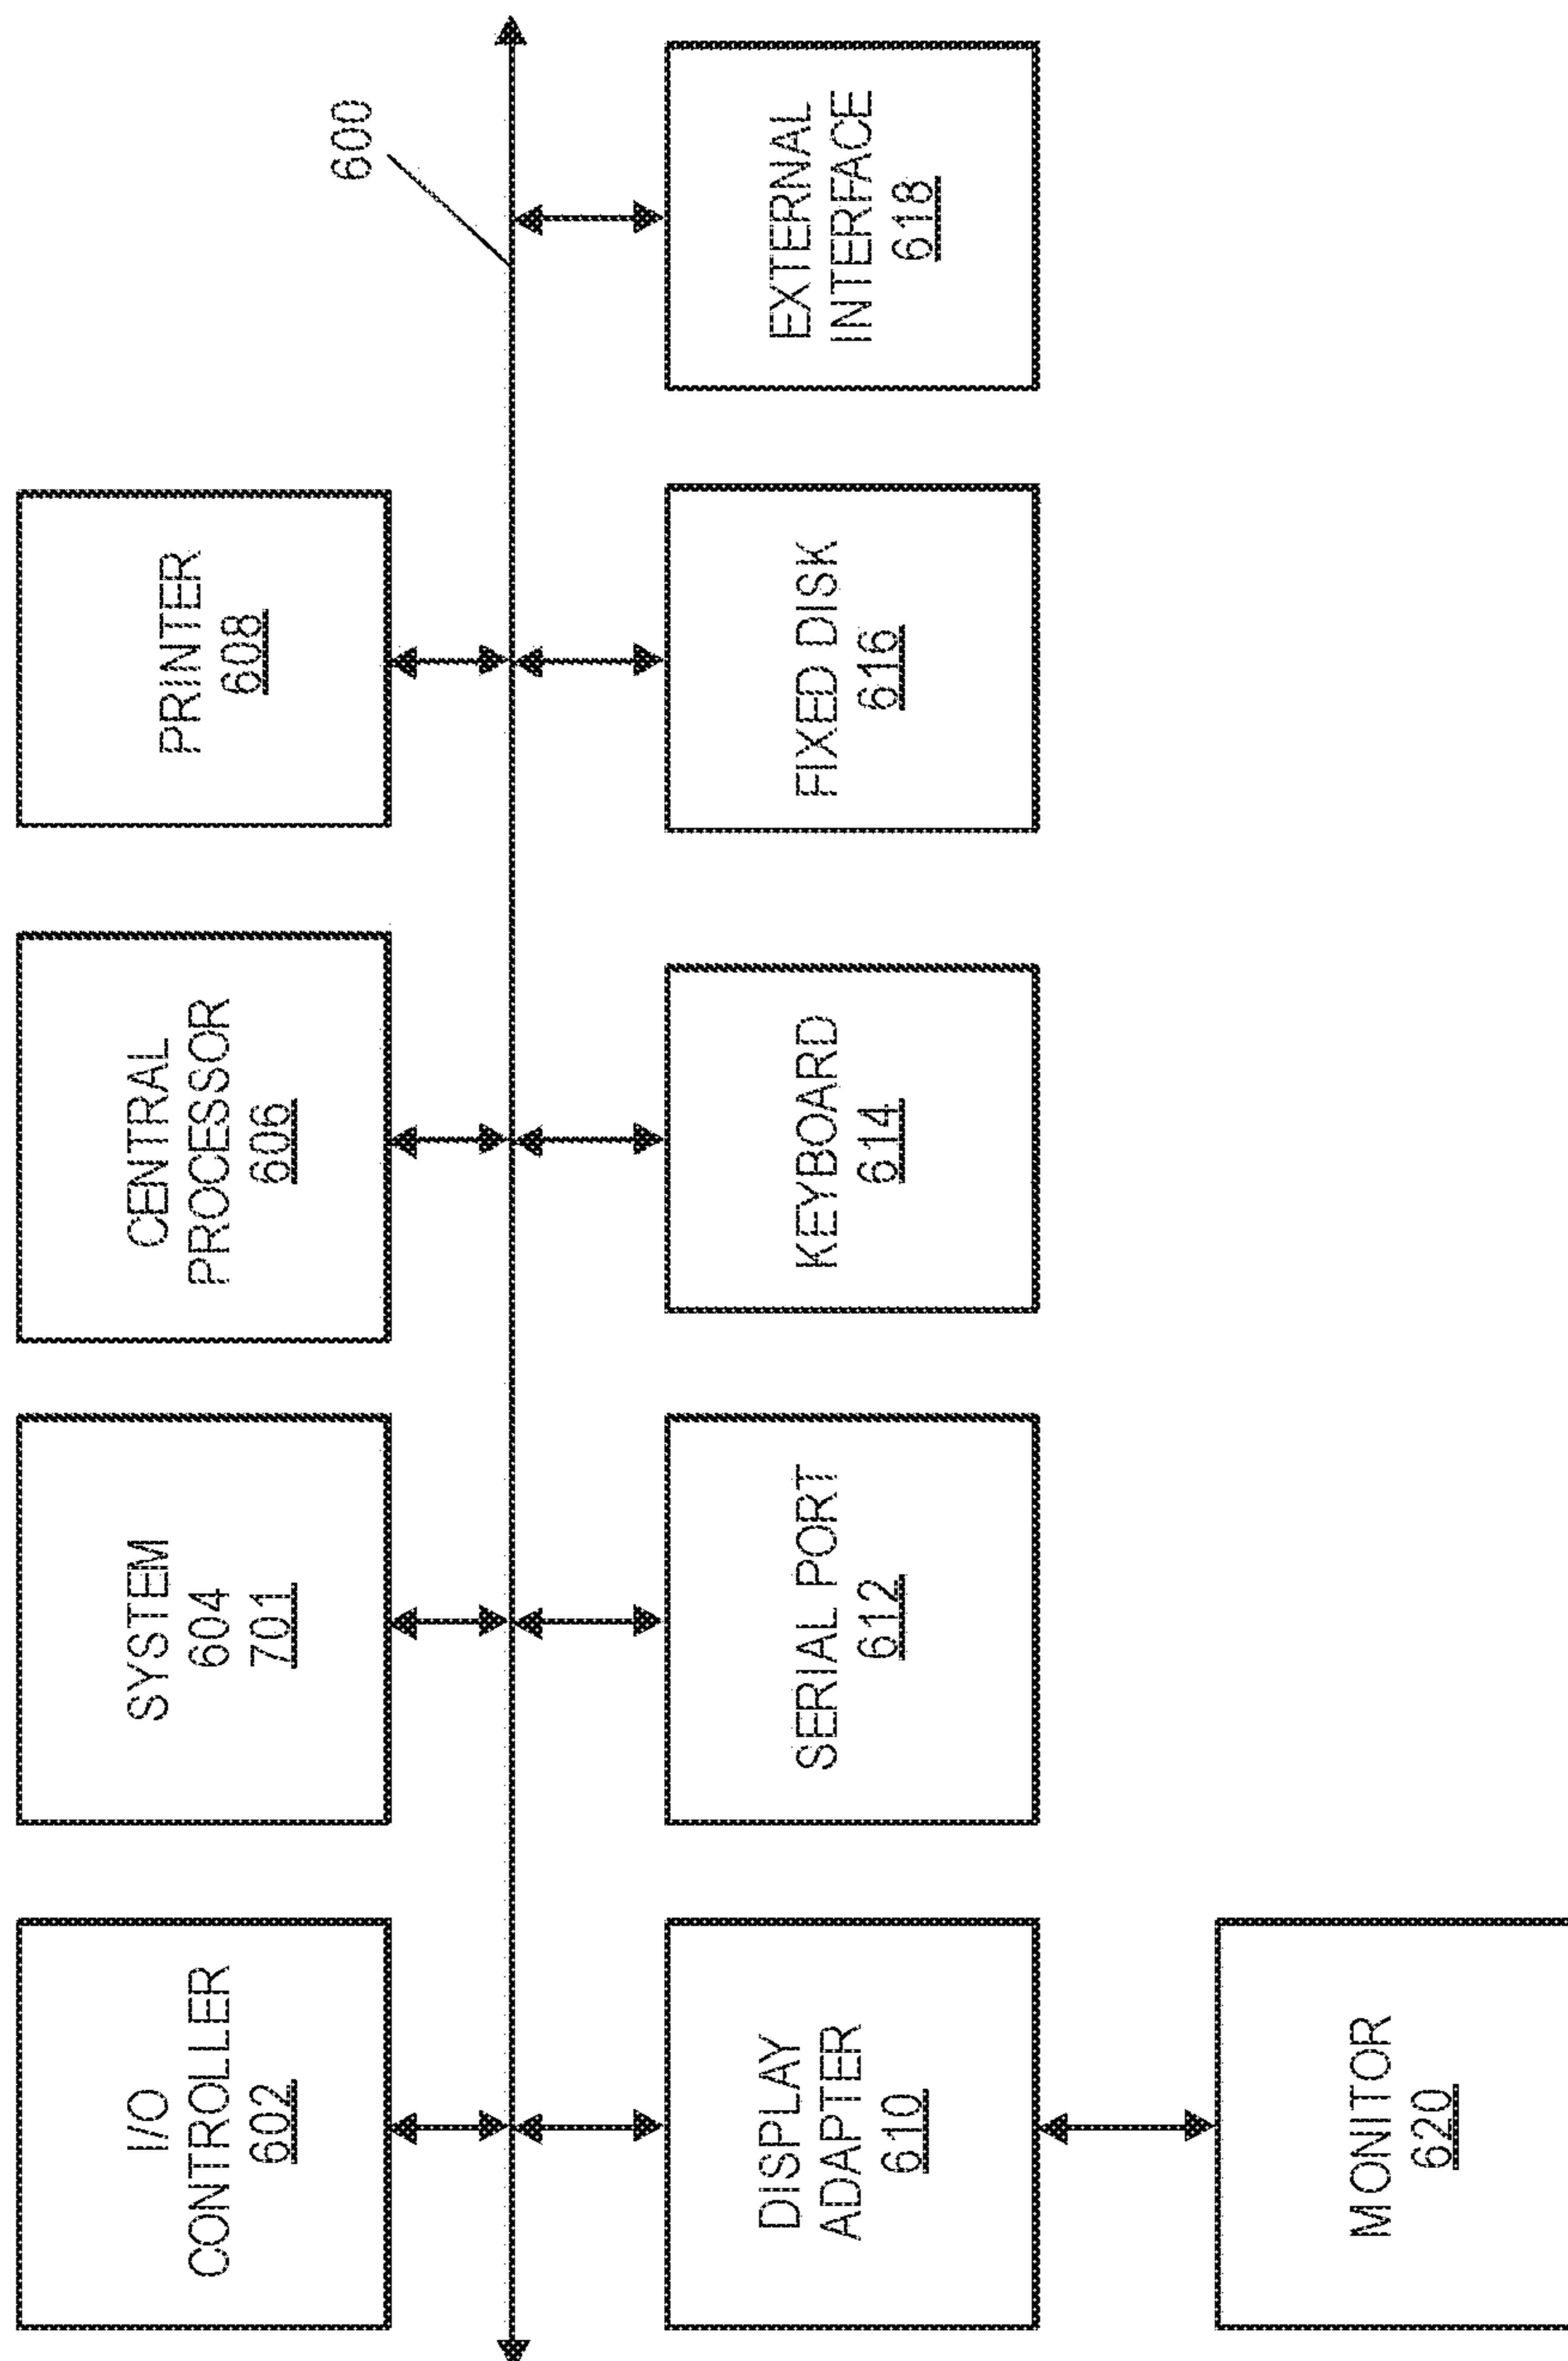 I/O
CONTROLLER
602
SYSTEM
604
701
CENTRAL
PROCESSOR
606
PRINTER
608
600
DISPLAY
ADAPTER
610
SERIAL PORT
612
KEYBOARD
614
FIXED DISK
616
EXTERNAL
INTERFACE
618
MONITOR
620